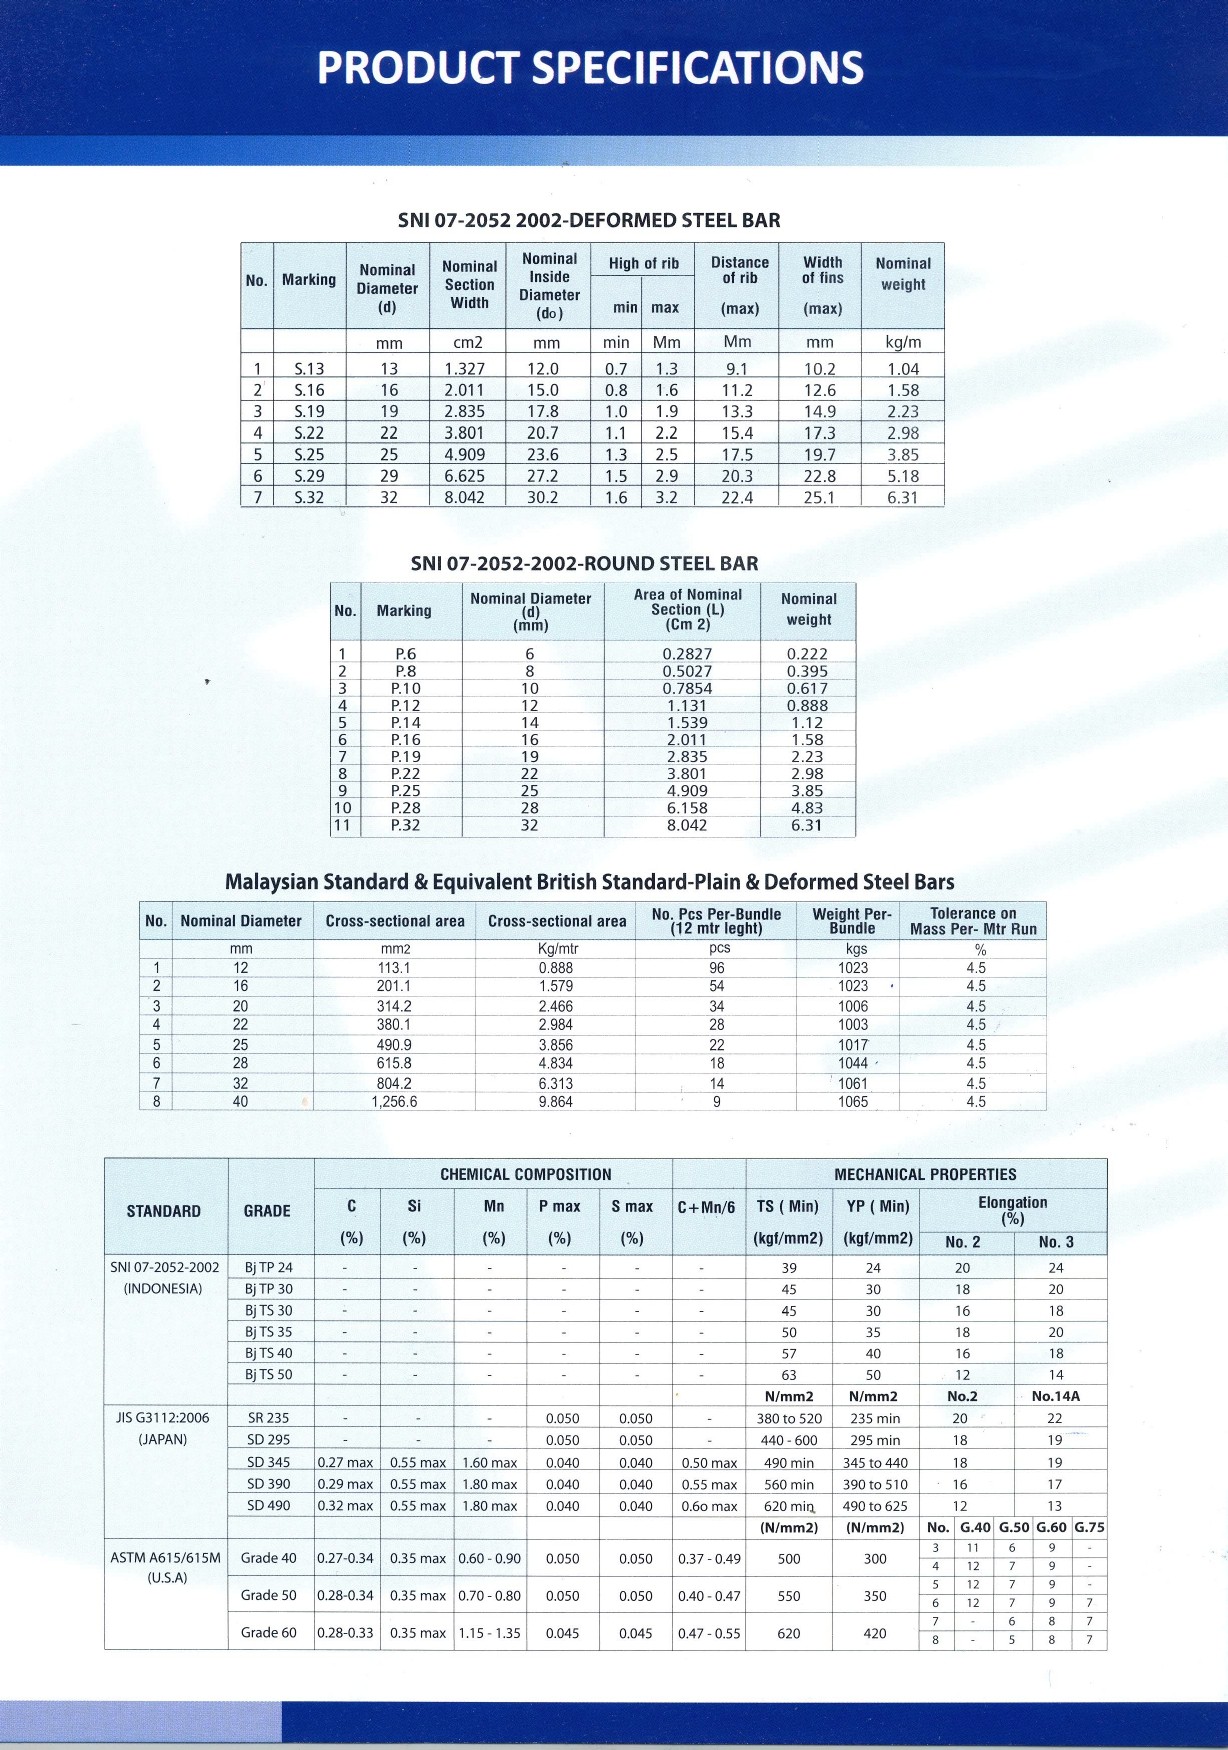 PRODUCT SPECIFICATIONS
SNI 07-2052 2002-DEFORMED STEEL BAR
No. Marking Nominal Diameter (d) Nominal Section Width Nominal Inside Diameter (do) High of rib min max Distance of rib (max) Width of fins (max) Nominal weight
mm cm2 mm min Mm Mm mm kg/m
1 S.13 13 1.327 12.0 0.7 1.3 9.1 10.2 1.04
2 S.16 16 2.011 15.0 0.8 1.6 11.2 12.6 1.58
3 S.19 19 2.835 17.8 1.0 1.9 13.3 14.9 2.23
4 S.22 22 3.801 20.7 1.1 2.2 15.4 17.3 2.98
5 S.25 25 4.909 23.6 1.3 2.5 17.5 19.7 3.85
6 S.29 29 6.625 27.2 1.5 2.9 20.3 22.8 5.18
7 S.32 32 8.042 30.2 1.6 3.2 22.4 25.1 6.31
SNI 07-2052-2002-ROUND STEEL BAR
No. Marking Nominal Diameter (d) (mm) Area of Nominal Section (L) (Cm 2) Nominal weight
1 P.6 6 0.2827 0.222
2 P.8 8 0.5027 0.395
3 P.10 10 0.7854 0.617
4 P.12 12 1.131 0.888
5 P.14 14 1.539 1.12
6 P.16 16 2.011 1.58
7 P.19 19 2.835 2.23
8 P.22 22 3.801 2.98
9 P.25 25 4.909 3.85
10 P.28 28 6.158 4.83
11 P.32 32 8.042 6.31
Malaysian Standard & Equivalent British Standard-Plain & Deformed Steel Bars
No. Nominal Diameter Cross-sectional area Cross-sectional area No. Pcs Per-Bundle (12 mtr leght) Weight Per-Bundle Tolerance on Mass Per- Mtr Run
mm mm2 Kg/mtr pcs kgs %
1 12 113.1 0.888 96 1023 4.5
2 16 201.1 1.579 54 1023 4.5
3 20 314.2 2.466 34 1006 4.5
4 22 380.1 2.984 28 1003 4.5
5 25 490.9 3.856 22 1017 4.5
6 28 615.8 4.834 18 1044 4.5
7 32 804.2 6.313 14 1061 4.5
8 40 1,256.6 9.864 9 1065 4.5
STANDARD GRADE CHEMICAL COMPOSITION MECHANICAL PROPERTIES
C Si Mn P max S max C+Mn/6 TS ( Min) YP ( Min) Elongation (%)
(%) (%) (%) (%) (%) (kgf/mm2) (kgf/mm2) No. 2 No. 3
SNI 07-2052-2002 Bj TP 24 - - - - - - 39 24 20 24
(INDONESIA) Bj TP 30 - - - - - - 45 30 18 20
Bj TS 30 - - - - - - 45 30 16 18
Bj TS 35 - - - - - - 50 35 18 20
Bj TS 40 - - - - - - 57 40 16 18
Bj TS 50 - - - - - - 63 50 12 14
N/mm2 N/mm2 No.2 No.14A
JIS G3112:2006 SR 235 - - - 0.050 0.050 - 380 to 520 235 min 20 22
(JAPAN) SD 295 - - - 0.050 0.050 - 440 - 600 295 min 18 19
SD 345 0.27 max 0.55 max 1.60 max 0.040 0.040 0.50 max 490 min 345 to 440 18 19
SD 390 0.29 max 0.55 max 1.80 max 0.040 0.040 0.55 max 560 min 390 to 510 16 17
SD 490 0.32 max 0.55 max 1.80 max 0.040 0.040 0.6o max 620 min 490 to 625 12 13
(N/mm2) (N/mm2) No. G.40 G.50 G.60 G.75
3 11 6 9 -
ASTM A615/615M Grade 40 0.27-0.34 0.35 max 0.60 - 0.90 0.050 0.050 0.37 - 0.49 500 300
4 12 7 9 -
(U.S.A)
5 12 7 9 -
Grade 50 0.28-0.34 0.35 max 0.70 - 0.80 0.050 0.050 0.40 - 0.47 550 350
6 12 7 9 7
7 - 6 8 7
Grade 60 0.28-0.33 0.35 max 1.15 - 1.35 0.045 0.045 0.47 - 0.55 620 420
8 - 5 8 7